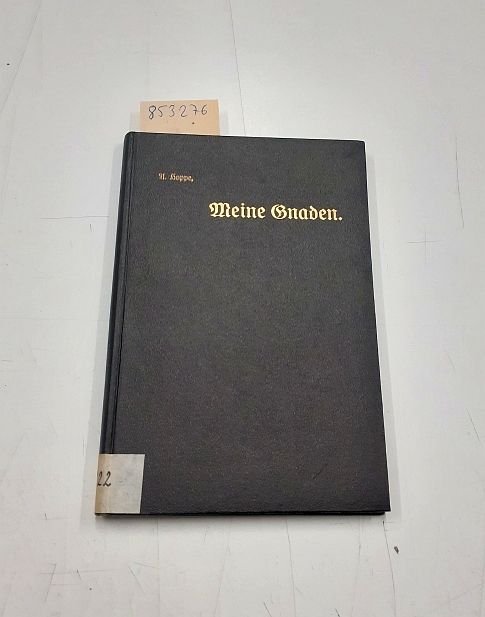 853276
A. Hoppe,
Meine Gnaden.
22